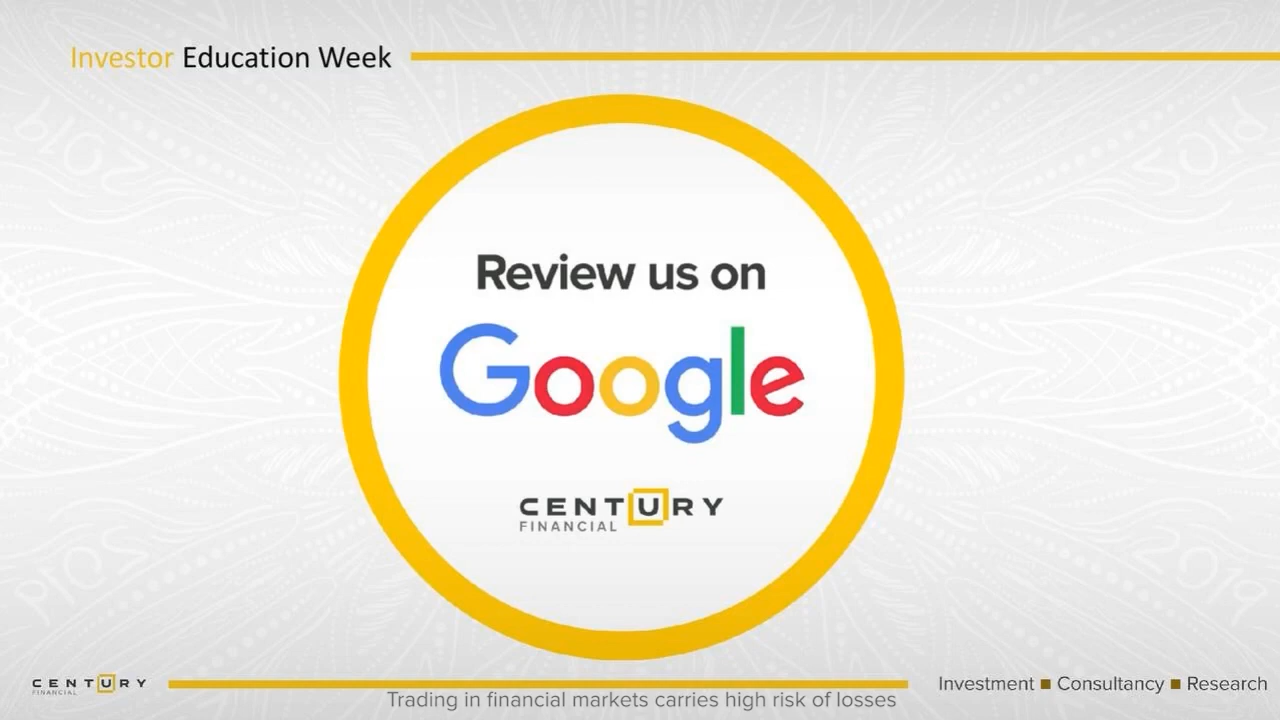 Investor Education Week
Review us on
Google
CENTURY
FINANCIAL
CENTURY
FINANCIAL
Investment ■ Consultancy ■ Research
Trading in financial markets carries high risk of losses